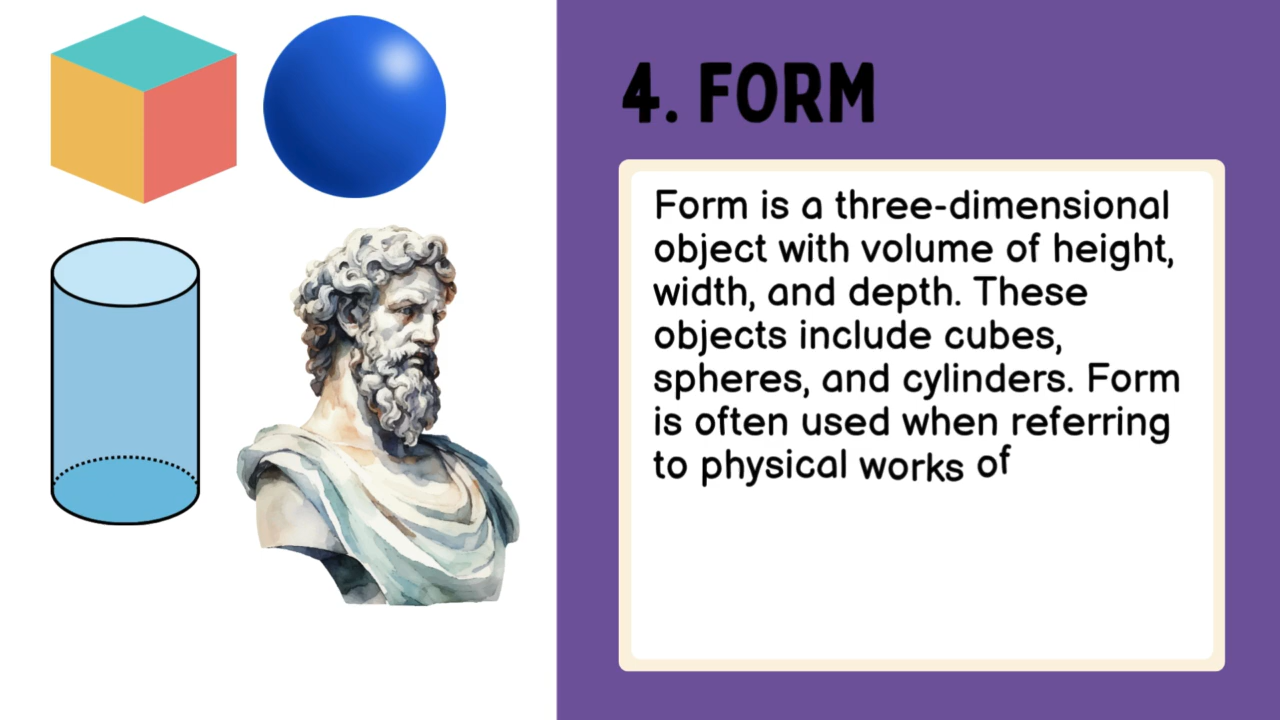 4. FORM
Form is a three-dimensional
object with volume of height,
width, and depth. These
objects include cubes,
spheres, and cylinders. Form
is often used when referring
to physical works of